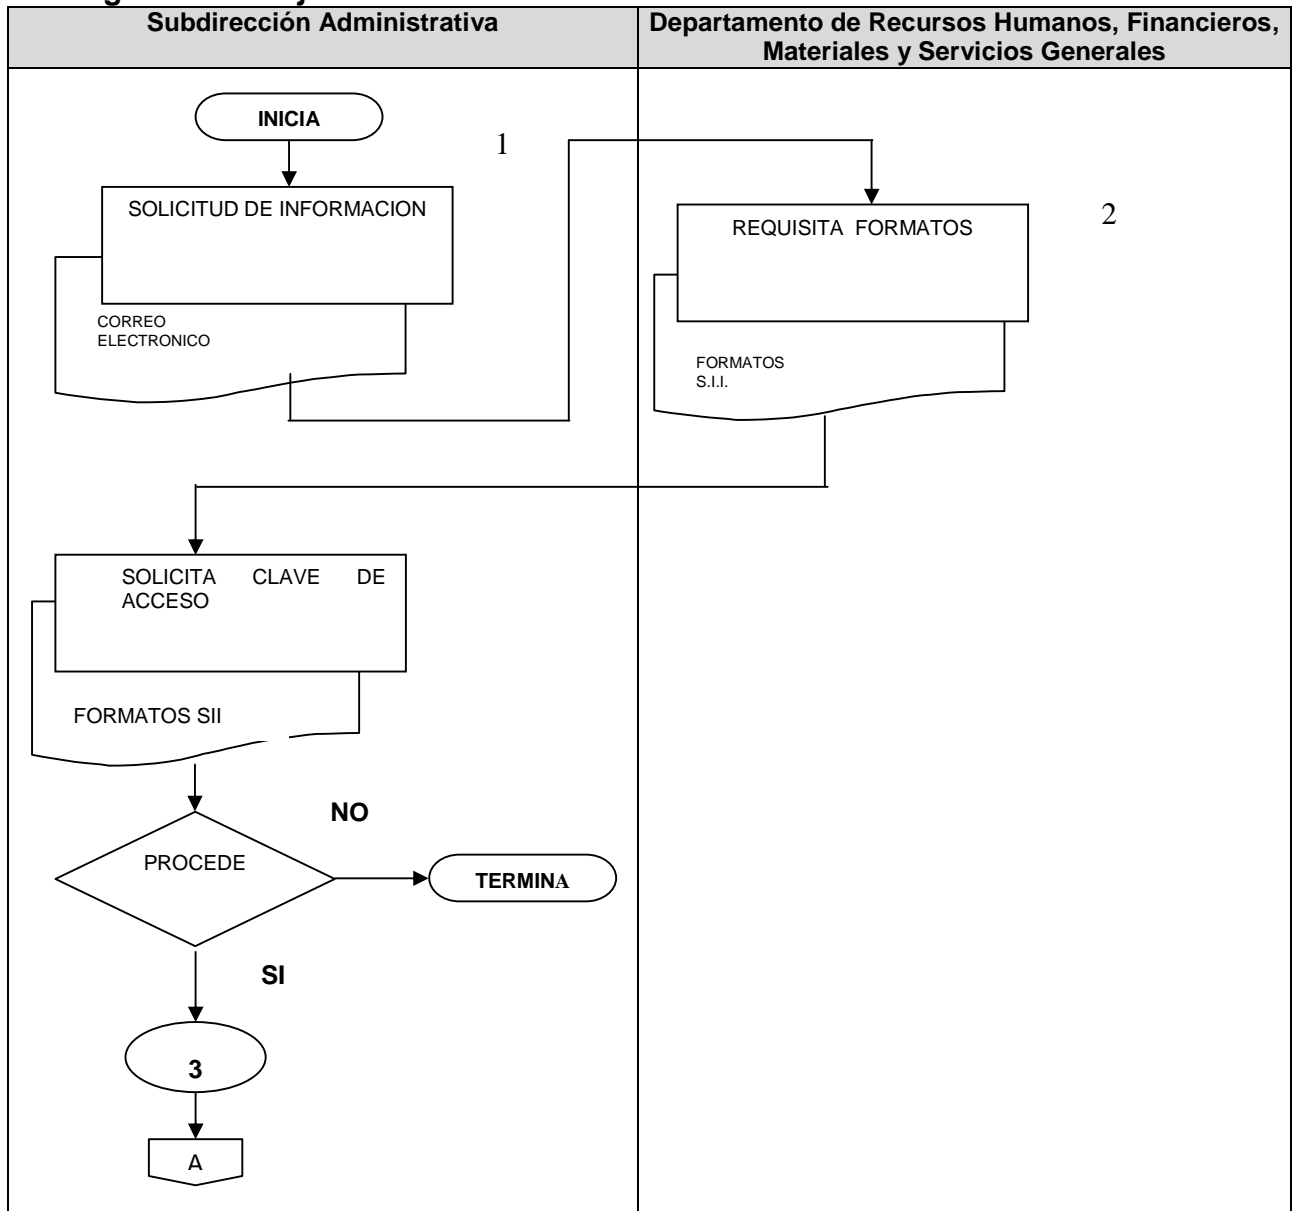 Subdirección Administrativa
Departamento de Recursos Humanos, Financieros,
Materiales y Servicios Generales
INICIA
1
SOLICITUD DE INFORMACION
CORREO
ELECTRONICO
2
REQUISITA FORMATOS
FORMATOS
S.I.I.
SOLICITA CLAVE DE
ACCESO
FORMATOS SII
NO
PROCEDE
TERMINA
SI
3
A